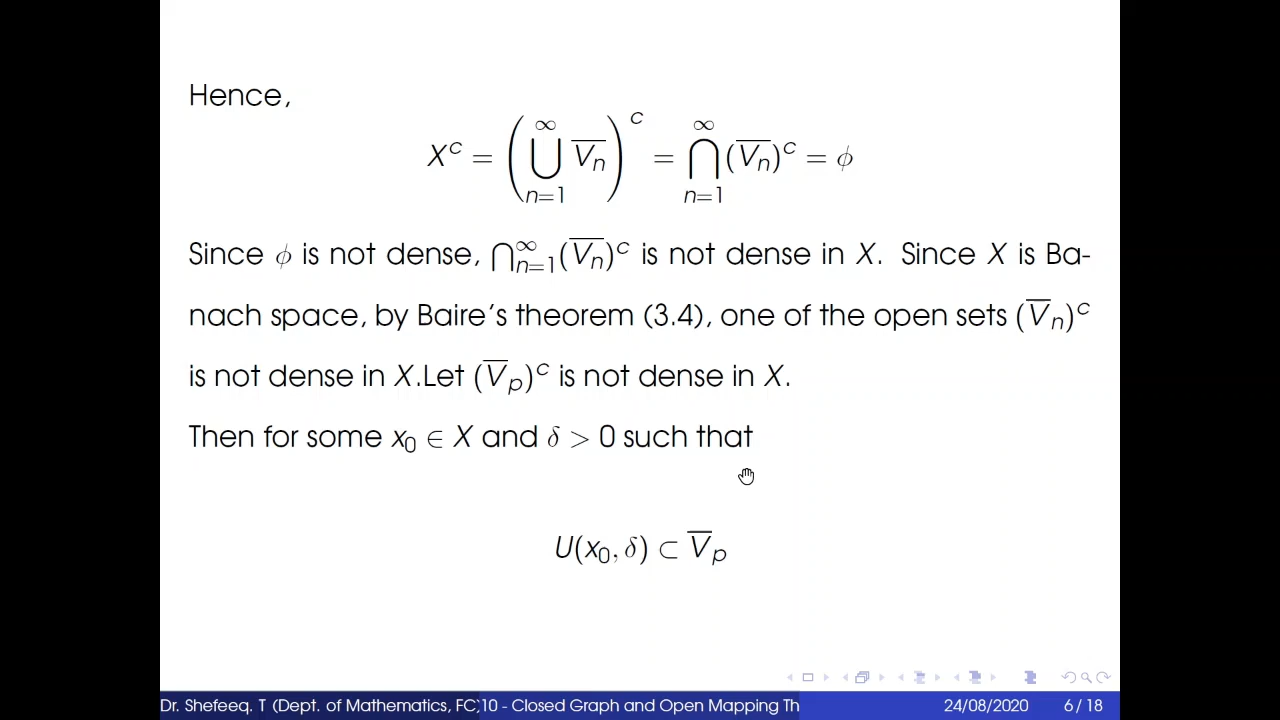 Hence,
X^c = (⋃_{n=1}^∞ \overline{V_n})^c = ⋂_{n=1}^∞ (\overline{V_n})^c = ϕ
Since ϕ is not dense, ⋂_{n=1}^∞ (\overline{V_n})^c is not dense in X. Since X is Ba-
nach space, by Baire's theorem (3.4), one of the open sets (\overline{V}_n)^c
is not dense in X.Let (\overline{V}_p)^c is not dense in X.
Then for some x_0 ∈ X and δ > 0 such that
U(x_0, δ) ⊂ \overline{V}_p
Dr. Shefeeq. T (Dept. of Mathematics, FC) 10 - Closed Graph and Open Mapping Th 24/08/2020 6 / 18